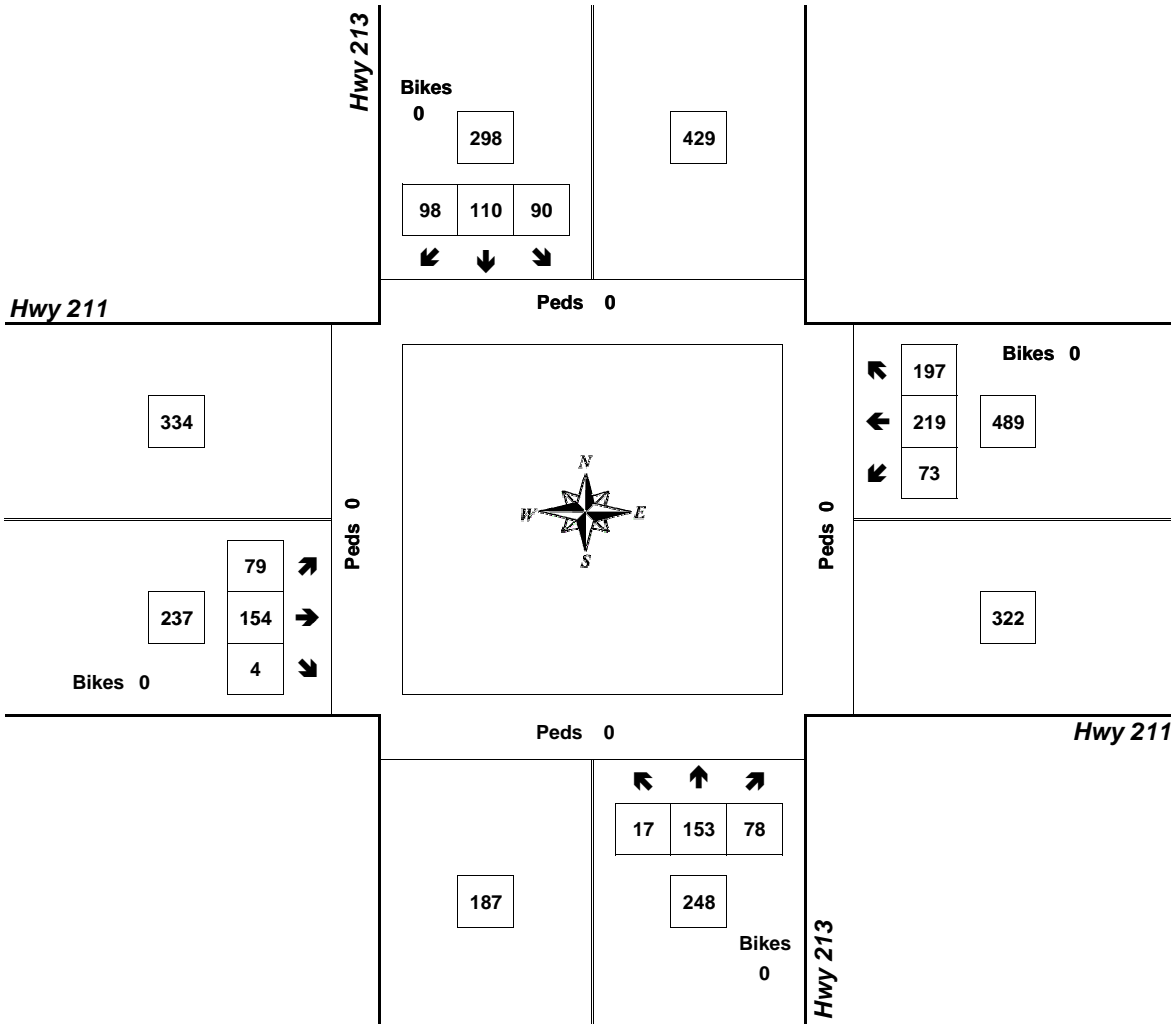 Hwy 213
Bikes
0
298
429
98 110 90
Peds 0
Hwy 211
Bikes 0
197
334
219 489
73
N
W E
S
Peds 0
Peds 0
79
237 154
4
322
Bikes 0
Peds 0
Hwy 211
17 153 78
187
248
Bikes
0
Hwy 213